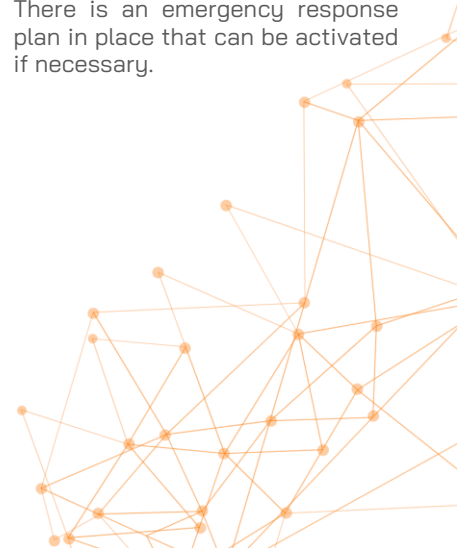 There is an emergency response
plan in place that can be activated
if necessary.